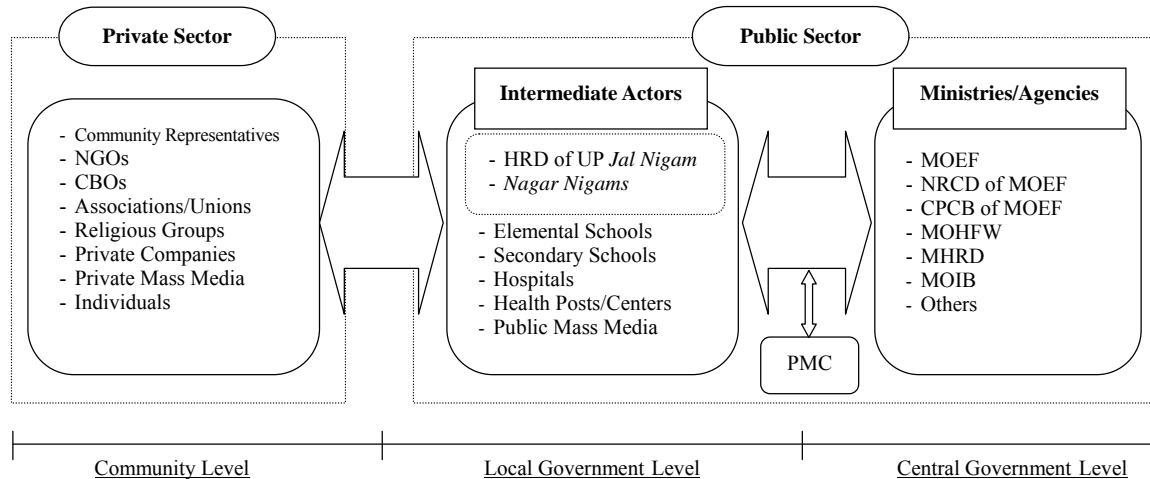 Private Sector
Public Sector
Intermediate Actors
Ministries/Agencies
- Community Representatives
- NGOs
- CBOs
- Associations/Unions
- Religious Groups
- Private Companies
- Private Mass Media
- Individuals
- HRD of UP Jal Nigam
- Nagar Nigams
- Elemental Schools
- Secondary Schools
- Hospitals
- Health Posts/Centers
- Public Mass Media
- MOEF
- NRCD of MOEF
- CPCB of MOEF
- MOHFW
- MHRD
- MOIB
- Others
PMC
Community Level
Local Government Level
Central Government Level